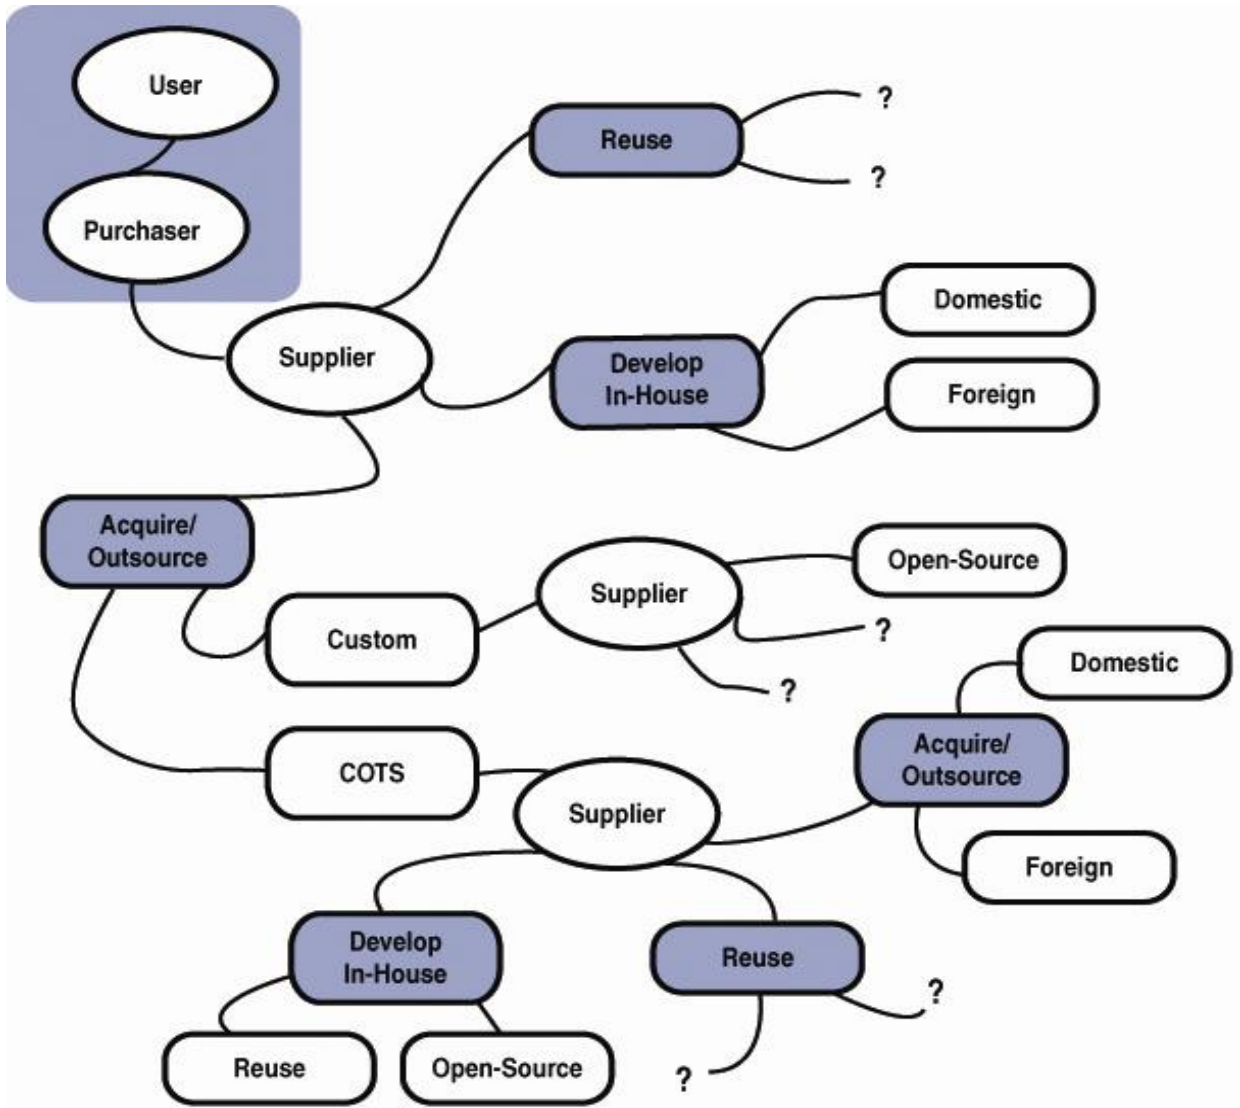 User
Purchaser
Supplier
Reuse
?
?
Develop
In-House
Domestic
Foreign
Acquire/
Outsource
Custom
Supplier
Open-Source
?
?
COTS
Supplier
Acquire/
Outsource
Domestic
Foreign
Develop
In-House
Reuse
Open-Source
Reuse
?
?